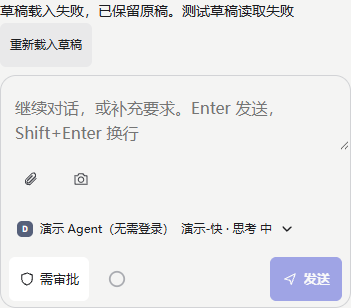 草稿载入失败，已保留原稿。测试草稿读取失败
重新载入草稿
继续对话，或补充要求。Enter 发送，
Shift+Enter 换行
D 演示 Agent（无需登录） 演示-快 · 思考 中
需审批 发送